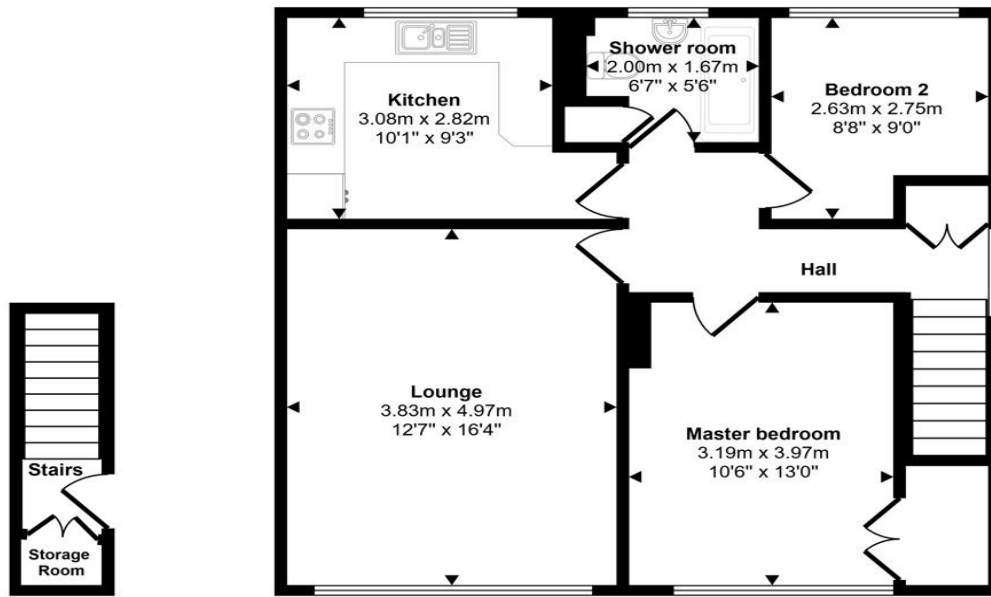 Kitchen
3.08m x 2.82m
10'1" x 9'3"
Shower room
2.00m x 1.67m
6'7" x 5'6"
Bedroom 2
2.63m x 2.75m
8'8" x 9'0"
Hall
Lounge
3.83m x 4.97m
12'7" x 16'4"
Master bedroom
3.19m x 3.97m
10'6" x 13'0"
Stairs
Storage
Room